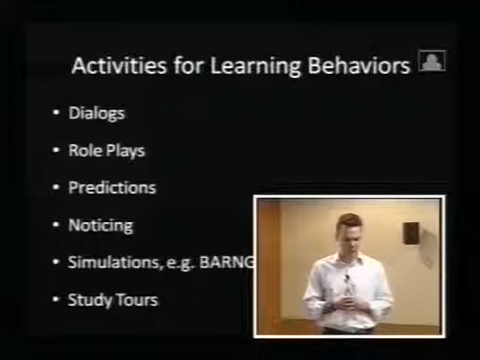 Activities for Learning Behaviors
• Dialogs
• Role Plays
• Predictions
• Noticing
• Simulations, e.g. BARNG
• Study Tours